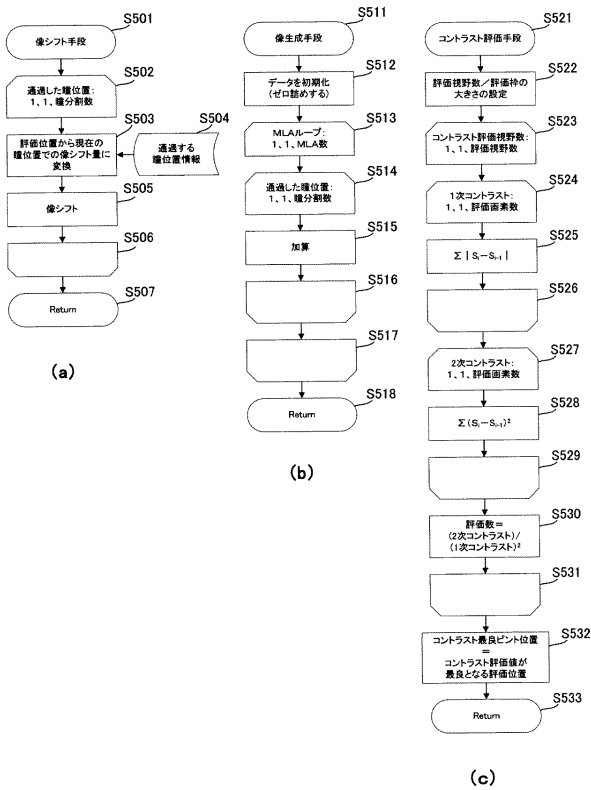 S501
像シフト手段
S502
通過した瞳位置:
1、1、瞳分割数
S503
評価位置から現在の
瞳位置での像シフト量に
変換
S504
通過する
瞳位置情報
S505
像シフト
S506
S507
Return
(a)
S511
像生成手段
S512
データを初期化
(ゼロ詰めする)
S513
MLAループ:
1、1、MLA数
S514
通過した瞳位置:
1、1、瞳分割数
S515
加算
S516
S517
S518
Return
(b)
S521
コントラスト評価手段
S522
評価視野数/評価枠の
大きさの設定
S523
コントラスト評価視野数:
1、1、評価視野数
S524
1次コントラスト:
1、1、評価画素数
S525
Σ|Si-Si-1|
S526
S527
2次コントラスト:
1、1、評価画素数
S528
Σ(Si-Si-1)²
S529
S530
評価数=
(2次コントラスト)/
(1次コントラスト)²
S531
S532
コントラスト最良ピント位置
=
コントラスト評価値が
最良となる評価位置
S533
Return
(c)